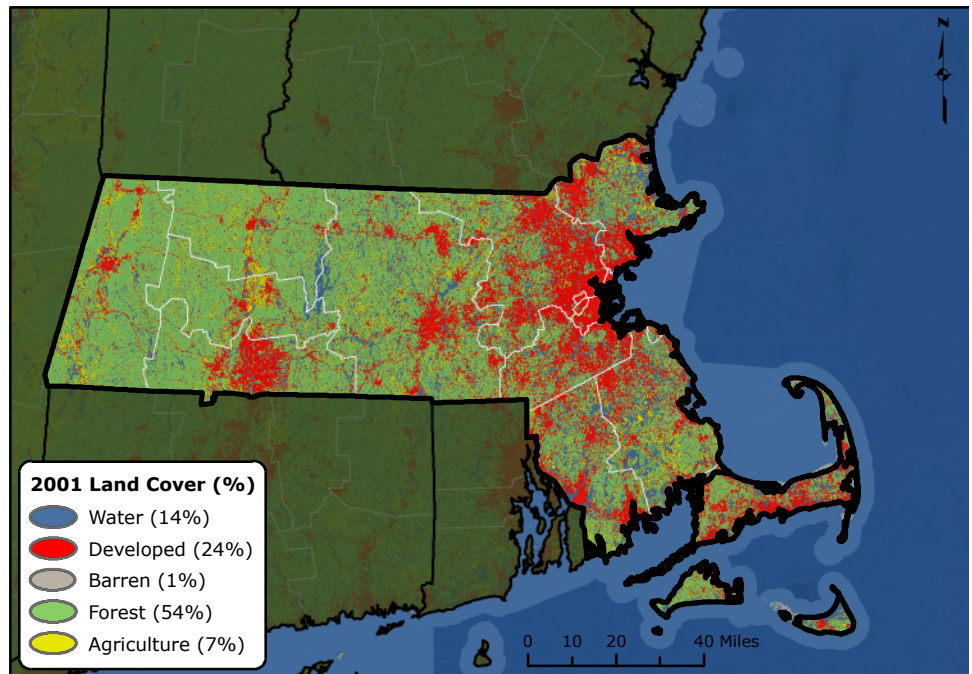 N
2001 Land Cover (%)
Water (14%)
Developed (24%)
Barren (1%)
Forest (54%)
Agriculture (7%)
0 10 20 40 Miles